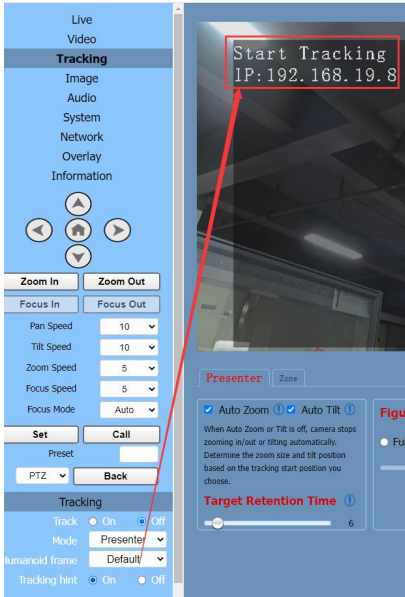 Live
Video
Tracking
Image
Audio
System
Network
Overlay
Information
Zoom In Zoom Out
Focus In Focus Out
Pan Speed 10
Tilt Speed 10
Zoom Speed 5
Focus Speed 5
Focus Mode Auto
Set Call
Preset
PTZ Back
Tracking
Track On Off
Mode Presenter
Humanoid frame Default
Tracking hint On Off
Start Tracking
IP:192.168.19.8
Presenter Zone
Auto Zoom Auto Tilt
When Auto Zoom or Tilt is off, camera stops
zooming in/out or tilting automatically.
Determine the zoom size and tilt position
based on the tracking start position you
choose.
Target Retention Time
6
Figu
Fu